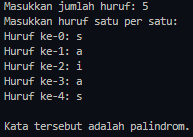 Masukkan jumlah huruf: 5
Masukkan huruf satu per satu:
Huruf ke-0: s
Huruf ke-1: a
Huruf ke-2: i
Huruf ke-3: a
Huruf ke-4: s
Kata tersebut adalah palindrom.